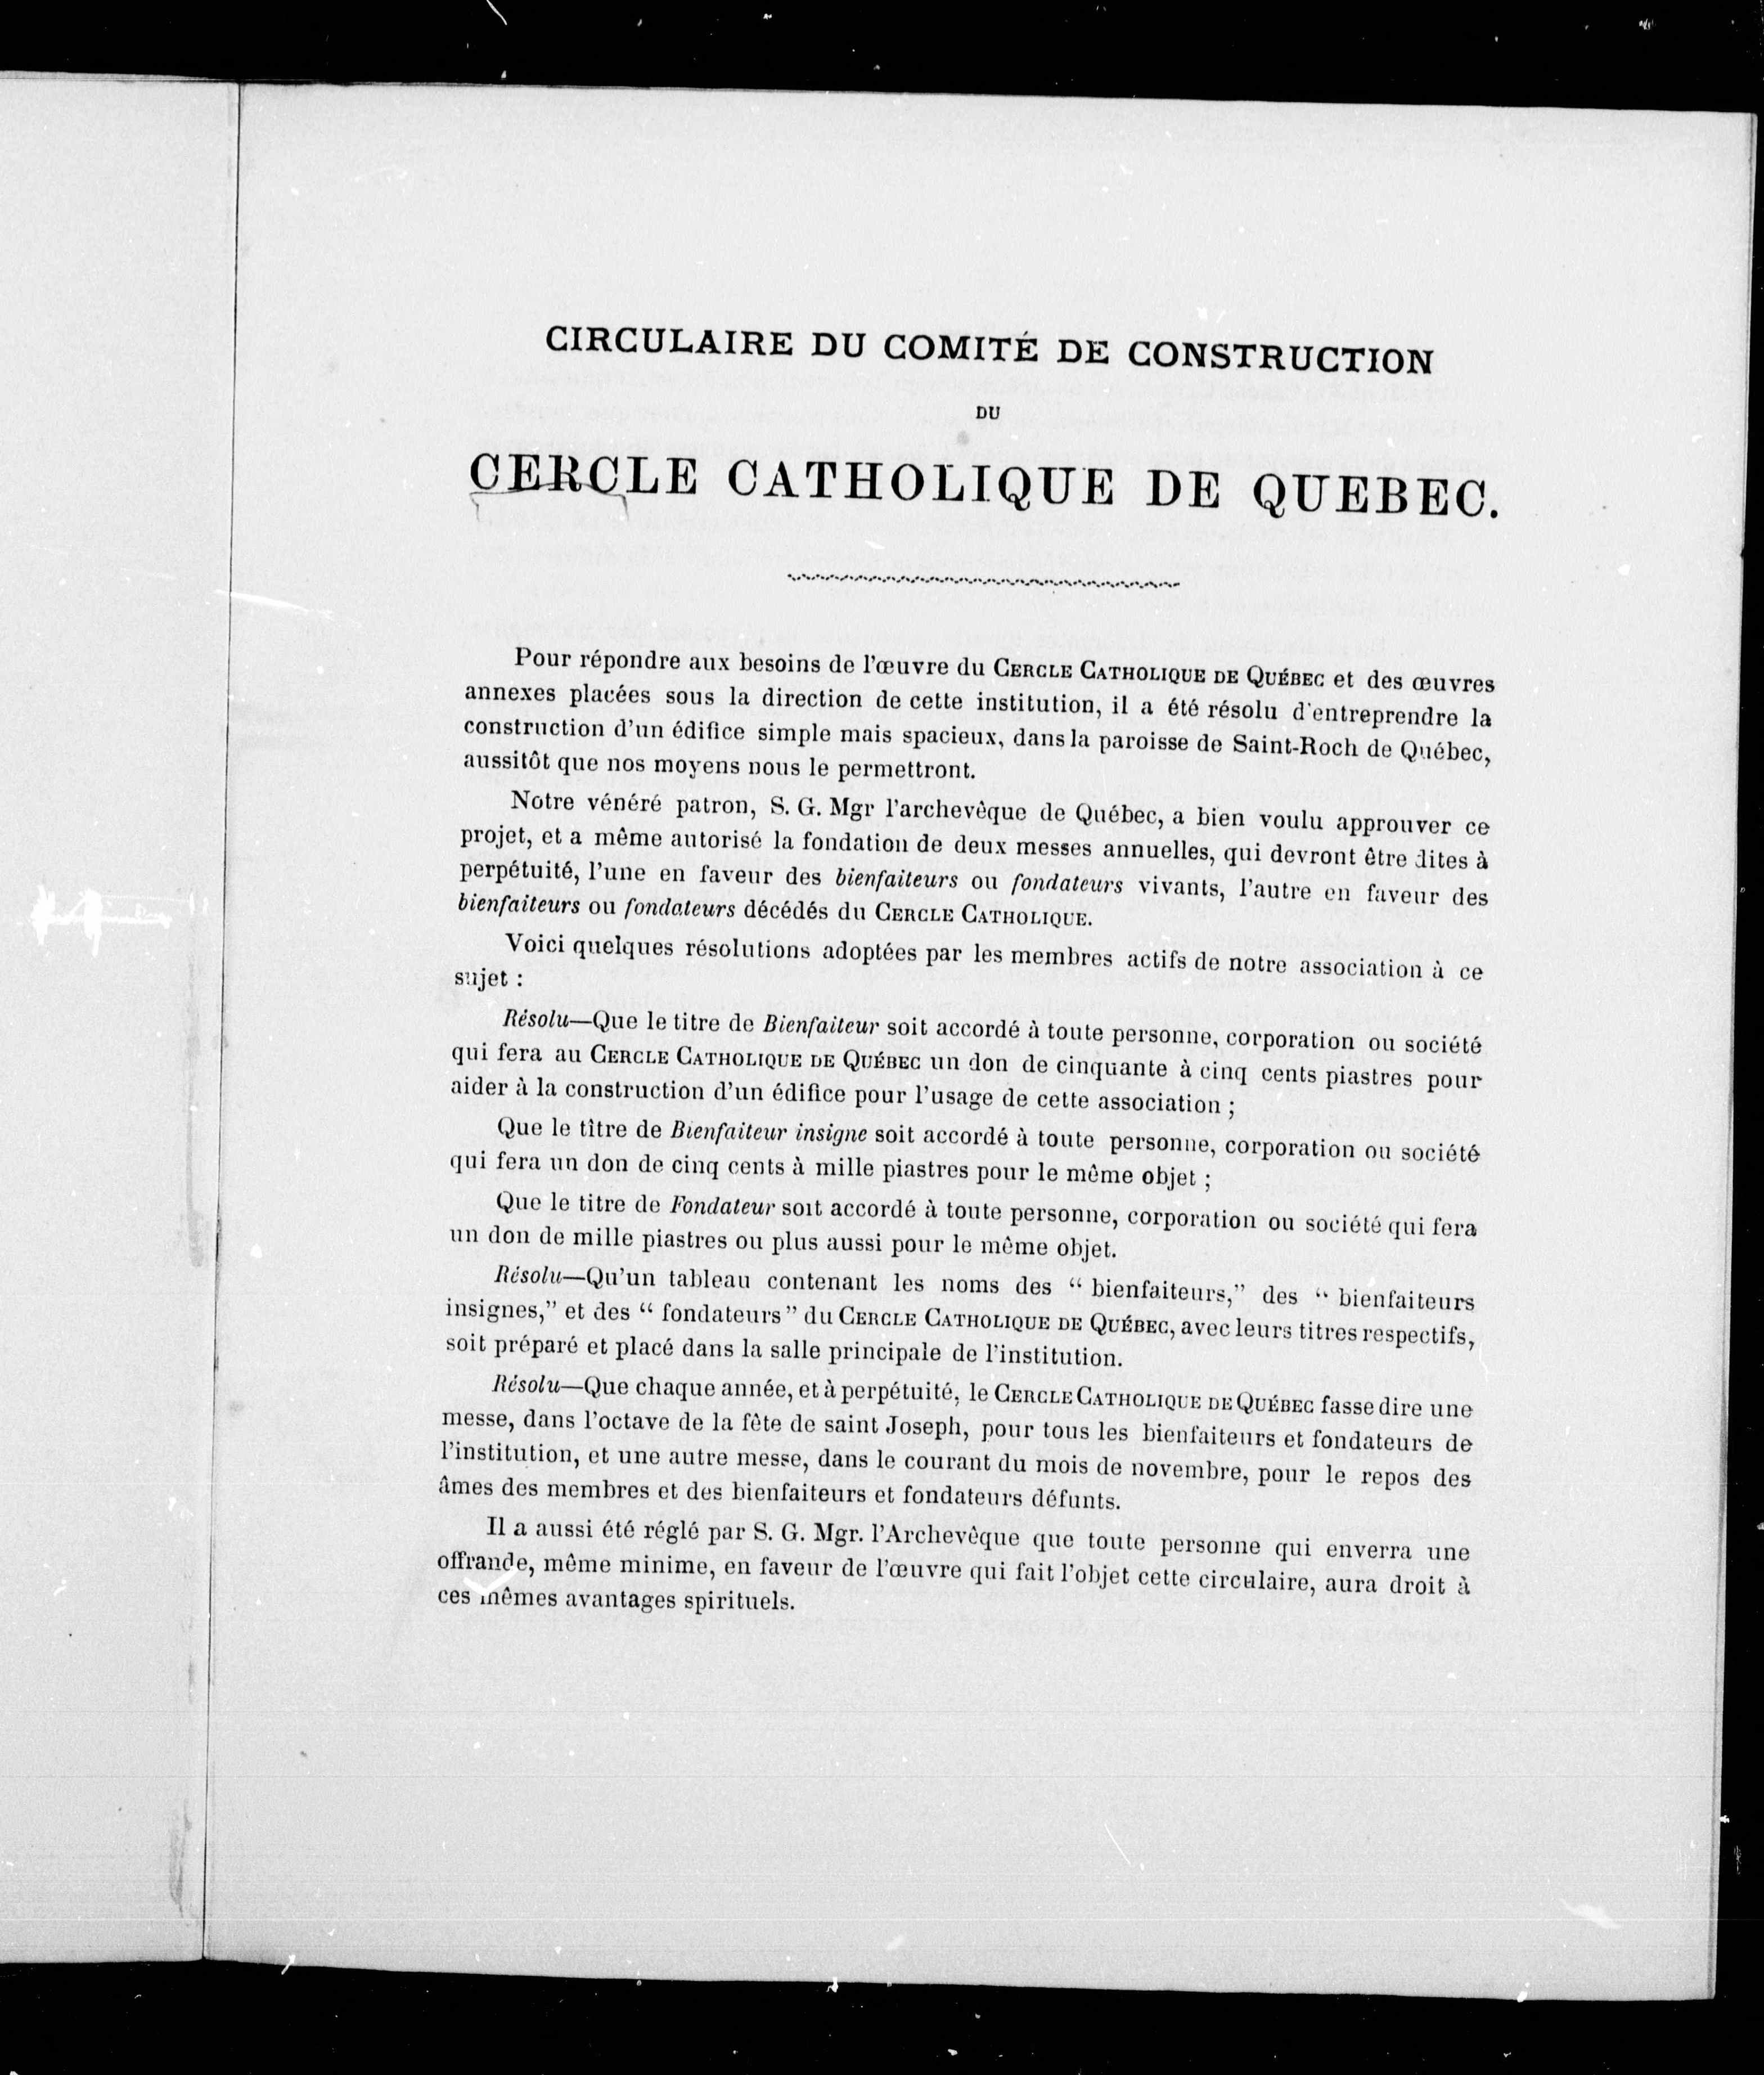 CIRCULAIRE DU COMITÉ DE CONSTRUCTION
DU
CERCLE CATHOLIQUE DE QUEBEC.
Pour répondre aux besoins de l'œuvre du CERCLE CATHOLIQUE DE QUÉBEC et des œuvres
annexes placées sous la direction de cette institution, il a été résolu d'entreprendre la
construction d'un édifice simple mais spacieux, dans la paroisse de Saint-Roch de Québec,
aussitôt que nos moyens nous le permettront.
Notre vénéré patron, S. G. Mgr l'archevêque de Québec, a bien voulu approuver ce
projet, et a même autorisé la fondation de deux messes annuelles, qui devront être dites à
perpétuité, l'une en faveur des bienfaiteurs ou fondateurs vivants, l'autre en faveur des
bienfaiteurs ou fondateurs décédés du CERCLE CATHOLIQUE.
Voici quelques résolutions adoptées par les membres actifs de notre association à ce
sujet :
Résolu—Que le titre de Bienfaiteur soit accordé à toute personne, corporation ou société
qui fera au CERCLE CATHOLIQUE DE QUÉBEC un don de cinquante à cinq cents piastres pour
aider à la construction d'un édifice pour l'usage de cette association ;
Que le tître de Bienfaiteur insigne soit accordé à toute personne, corporation ou société
qui fera un don de cinq cents à mille piastres pour le même objet ;
Que le titre de Fondateur soit accordé à toute personne, corporation ou société qui fera
un don de mille piastres ou plus aussi pour le même objet.
Résolu—Qu'un tableau contenant les noms des “ bienfaiteurs,” des “ bienfaiteurs
insignes,” et des “ fondateurs ” du CERCLE CATHOLIQUE DE QUÉBEC, avec leurs titres respectifs,
soit préparé et placé dans la salle principale de l'institution.
Résolu—Que chaque année, et à perpétuité, le CERCLE CATHOLIQUE DE QUÉBEC fasse dire une
messe, dans l'octave de la fête de saint Joseph, pour tous les bienfaiteurs et fondateurs de
l'institution, et une autre messe, dans le courant du mois de novembre, pour le repos des
âmes des membres et des bienfaiteurs et fondateurs défunts.
Il a aussi été réglé par S. G. Mgr. l'Archevêque que toute personne qui enverra une
offrande, même minime, en faveur de l'œuvre qui fait l'objet cette circulaire, aura droit à
ces mêmes avantages spirituels.